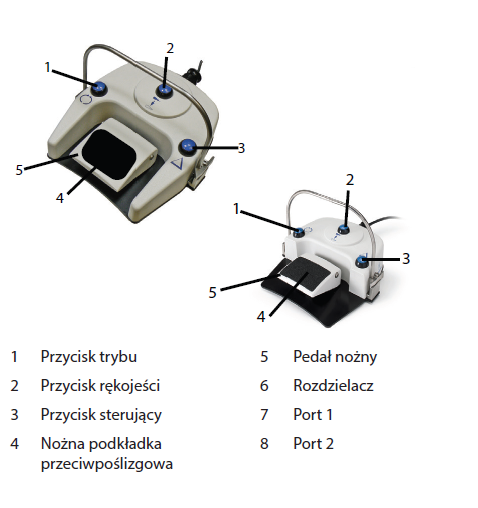 1
2
3
5
4
2
1
3
5
4
1 Przycisk trybu
2 Przycisk rękojeści
3 Przycisk sterujący
4 Nożna podkładka
przeciwpoślizgowa
5 Pedał nożny
6 Rozdzielacz
7 Port 1
8 Port 2